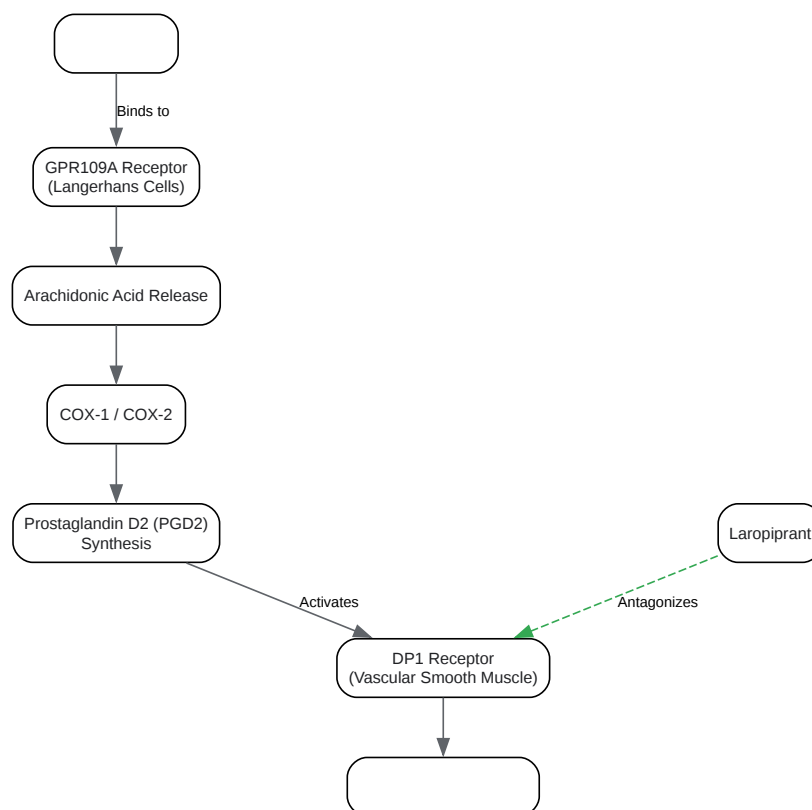 Binds to
GPR109A Receptor
(Langerhans Cells)
Arachidonic Acid Release
COX-1 / COX-2
Prostaglandin D2 (PGD2)
Synthesis
Laropiprant
Activates
Antagonizes
DP1 Receptor
(Vascular Smooth Muscle)